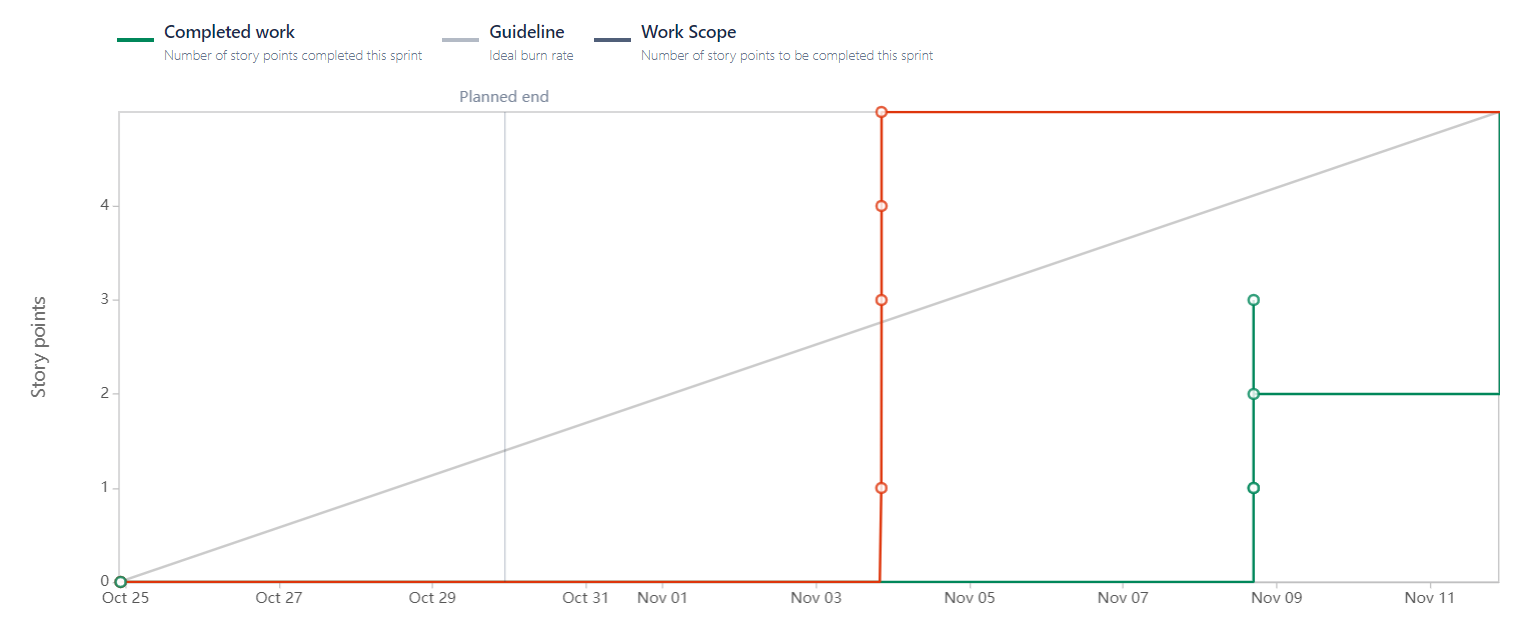 Completed work Guideline Work Scope
Number of story points completed this sprint Ideal burn rate Number of story points to be completed this sprint
Planned end
4
3
2
1
0
Story points
Oct 25 Oct 27 Oct 29 Oct 31 Nov 01 Nov 03 Nov 05 Nov 07 Nov 09 Nov 11